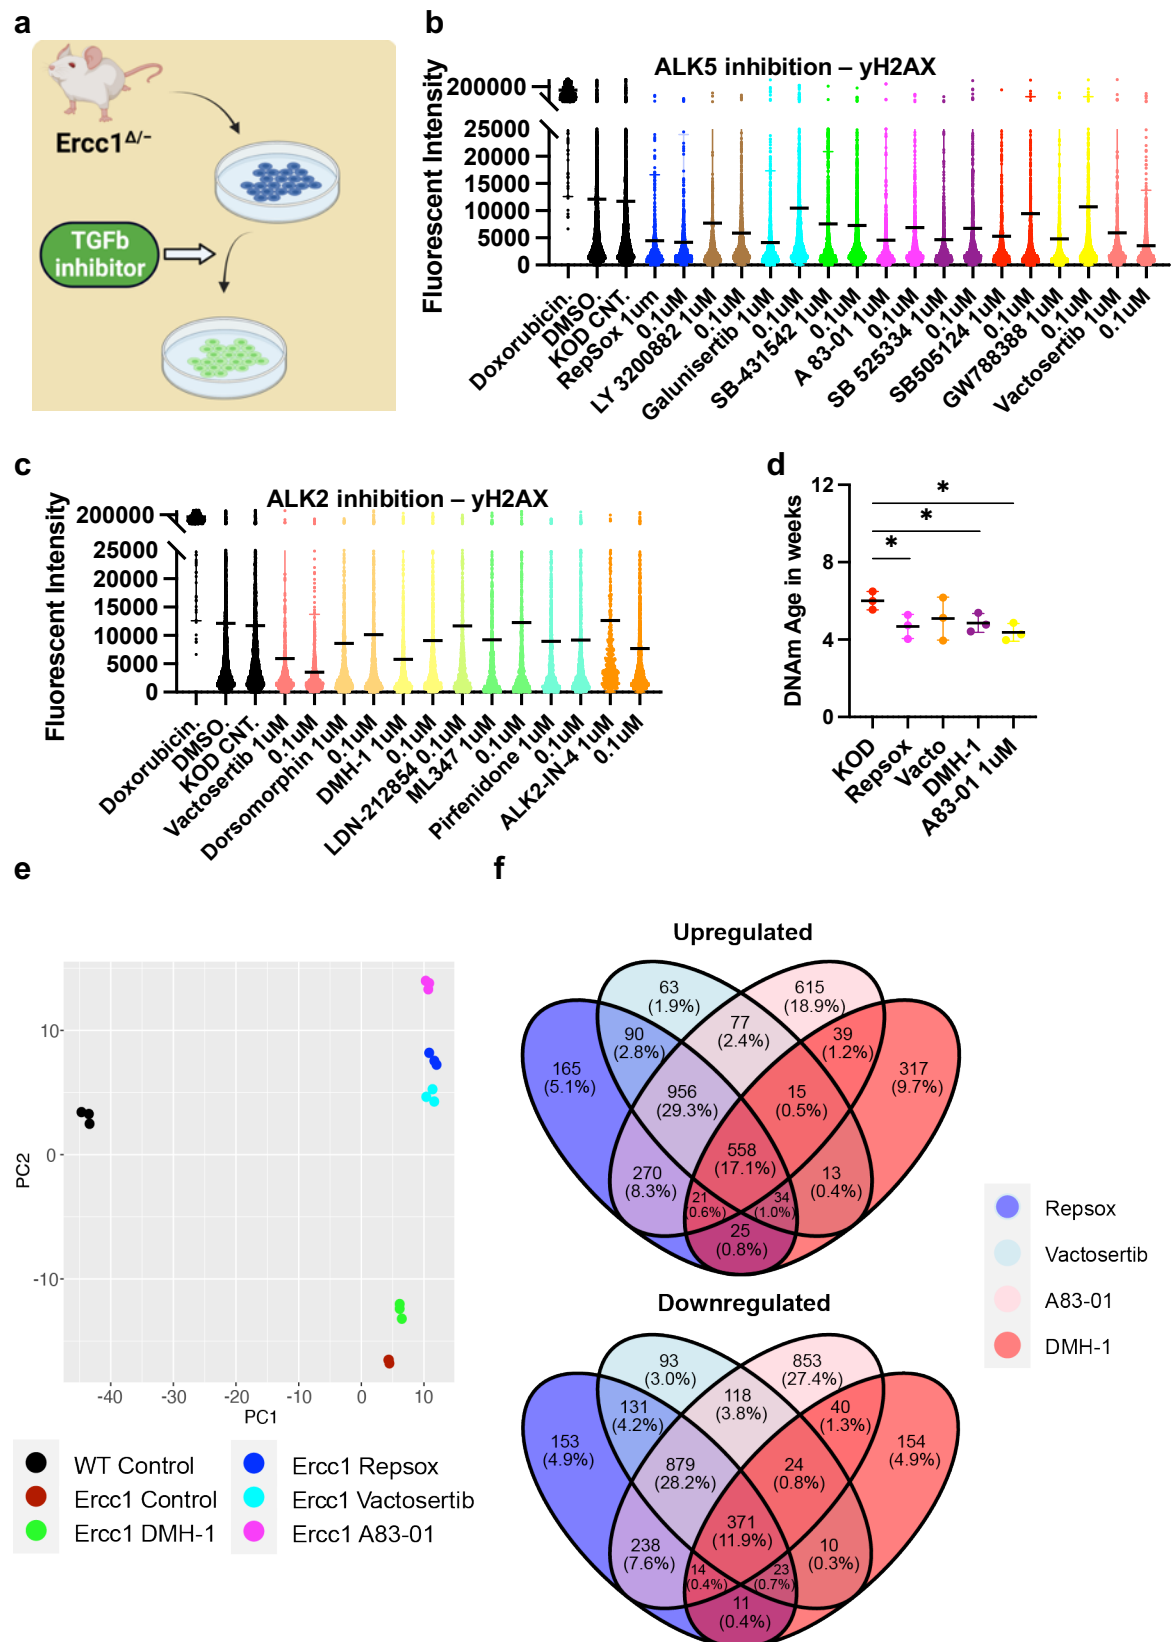 a
Ercc1Δ/−
TGFb
inhibitor
b
ALK5 inhibition – yH2AX
Fluorescent Intensity
200000
25000
20000
15000
10000
5000
0
Doxorubicin.
DMSO.
KOD CNT.
RepSox 1um
0.1uM
LY 3200882 1uM
0.1uM
Galunisertib 1uM
0.1uM
SB-431542 1uM
0.1uM
A 83-01 1uM
0.1uM
SB 525334 1uM
0.1uM
SB505124 1uM
0.1uM
GW788388 1uM
0.1uM
Vactosertib 1uM
0.1uM
c
ALK2 inhibition – yH2AX
Fluorescent Intensity
200000
25000
20000
15000
10000
5000
0
Doxorubicin.
DMSO.
KOD CNT.
Vactosertib 1uM
0.1uM
Dorsomorphin 1uM
0.1uM
DMH-1 1uM
0.1uM
LDN-212854 0.1uM
ML347 1uM
0.1uM
Pirfenidone 1uM
0.1uM
ALK2-IN-4 1uM
0.1uM
d
DNAm Age in weeks
12
8
4
0
*
*
*
KOD
Repsox
Vacto
DMH-1
A83-01 1uM
e
PC2
10
0
-10
-40
-30
-20
-10
0
10
PC1
WT Control
Ercc1 Control
Ercc1 DMH-1
Ercc1 Repsox
Ercc1 Vactosertib
Ercc1 A83-01
f
Upregulated
63
(1.9%)
615
(18.9%)
90
(2.8%)
77
(2.4%)
39
(1.2%)
165
(5.1%)
317
(9.7%)
956
(29.3%)
15
(0.5%)
558
(17.1%)
270
(8.3%)
13
(0.4%)
21
(0.6%)
34
(1.0%)
25
(0.8%)
Repsox
Vactosertib
A83-01
DMH-1
Downregulated
93
(3.0%)
853
(27.4%)
131
(4.2%)
118
(3.8%)
40
(1.3%)
153
(4.9%)
154
(4.9%)
879
(28.2%)
24
(0.8%)
371
(11.9%)
238
(7.6%)
10
(0.3%)
14
(0.4%)
23
(0.7%)
11
(0.4%)